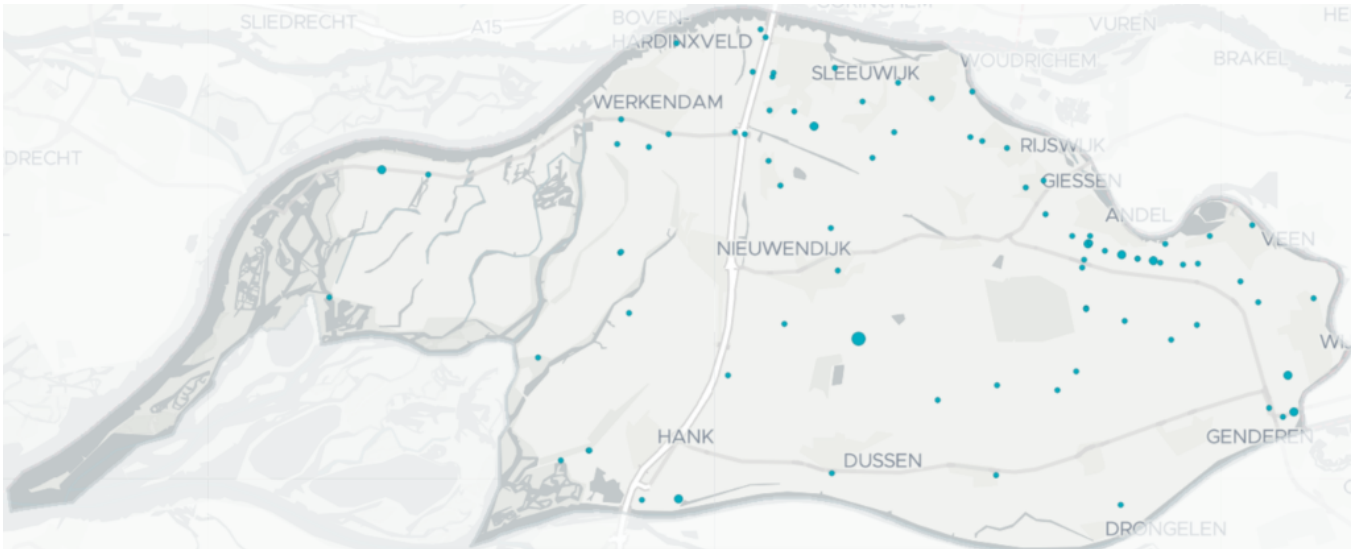 SLIEDRECHT
A15
BOVEN-
HARDINXVELD
GORINCHEM
VUREN
WOUDRICHEM
BRAKEL
SLEEUWIJK
WERKENDAM
DRECHT
RIJSWIJK
GIESSEN
ANDEL
VEEN
NIEUWENDIJK
HANK
DUSSEN
GENDEREN
DRONGELEN